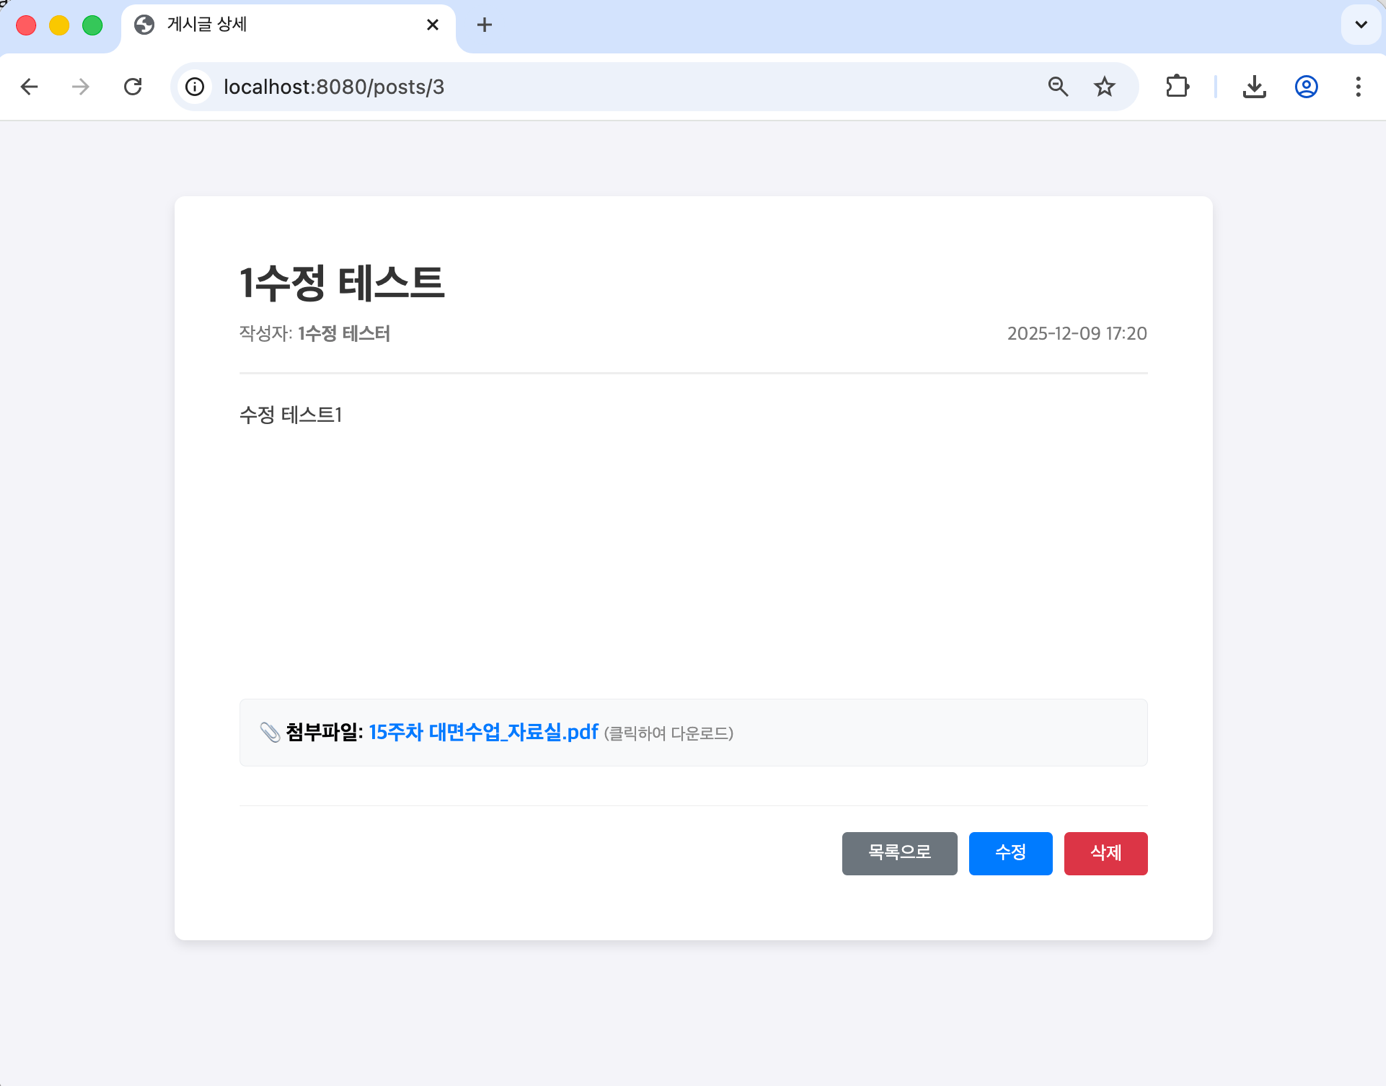 게시글 상세
localhost:8080/posts/3
1수정 테스트
작성자: 1수정 테스터
2025-12-09 17:20
수정 테스트1
첨부파일: 15주차 대면수업_자료실.pdf (클릭하여 다운로드)
목록으로 수정 삭제